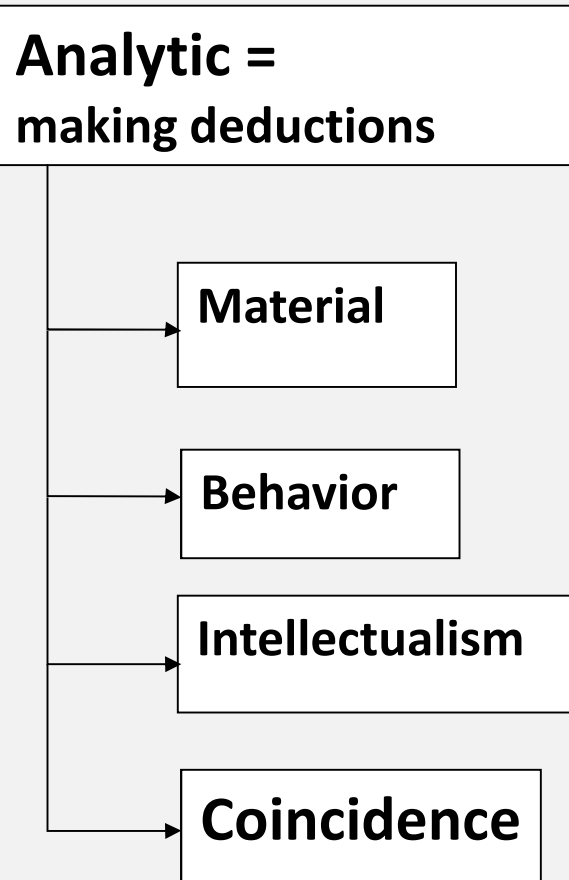 Analytic =
making deductions
Material
Behavior
Intellectualism
Coincidence